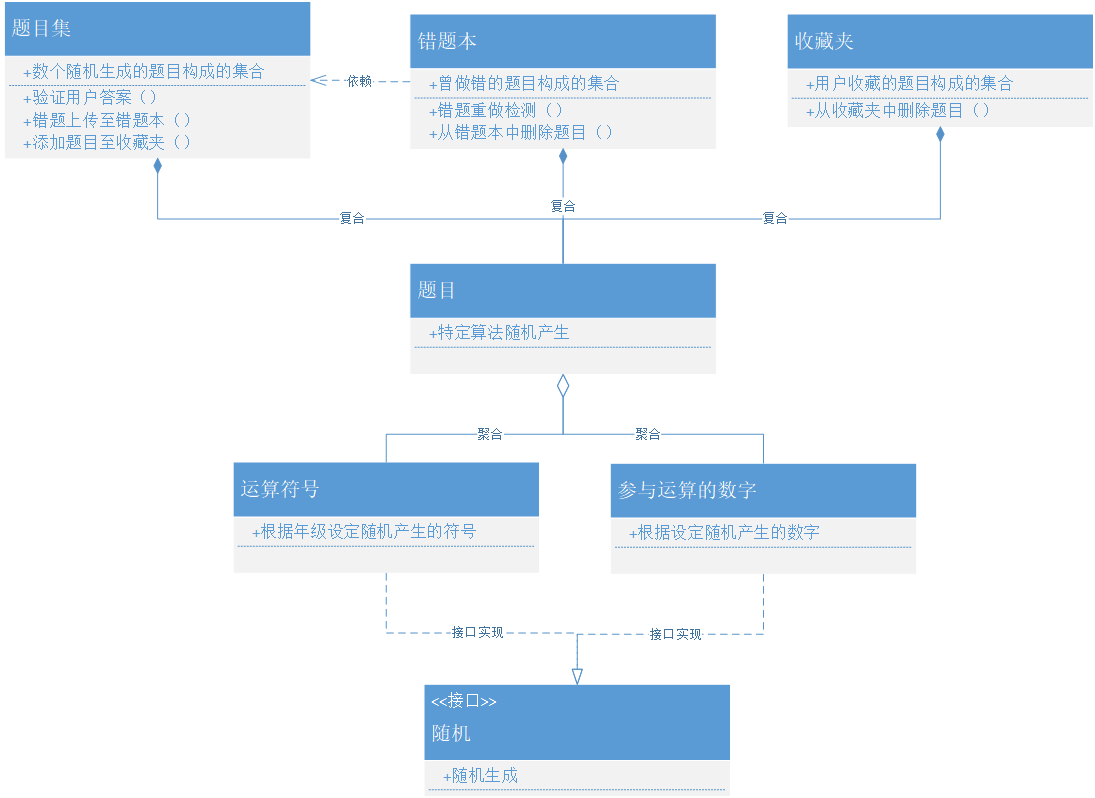 题目集
+数个随机生成的题目构成的集合
+验证用户答案（）
+错题上传至错题本（）
+添加题目至收藏夹（）
依赖
错题本
+曾做错的题目构成的集合
+错题重做检测（）
+从错题本中删除题目（）
收藏夹
+用户收藏的题目构成的集合
+从收藏夹中删除题目（）
复合
复合
复合
题目
+特定算法随机产生
聚合
聚合
运算符号
+根据年级设定随机产生的符号
参与运算的数字
+根据设定随机产生的数字
接口实现
接口实现
<<接口>>
随机
+随机生成